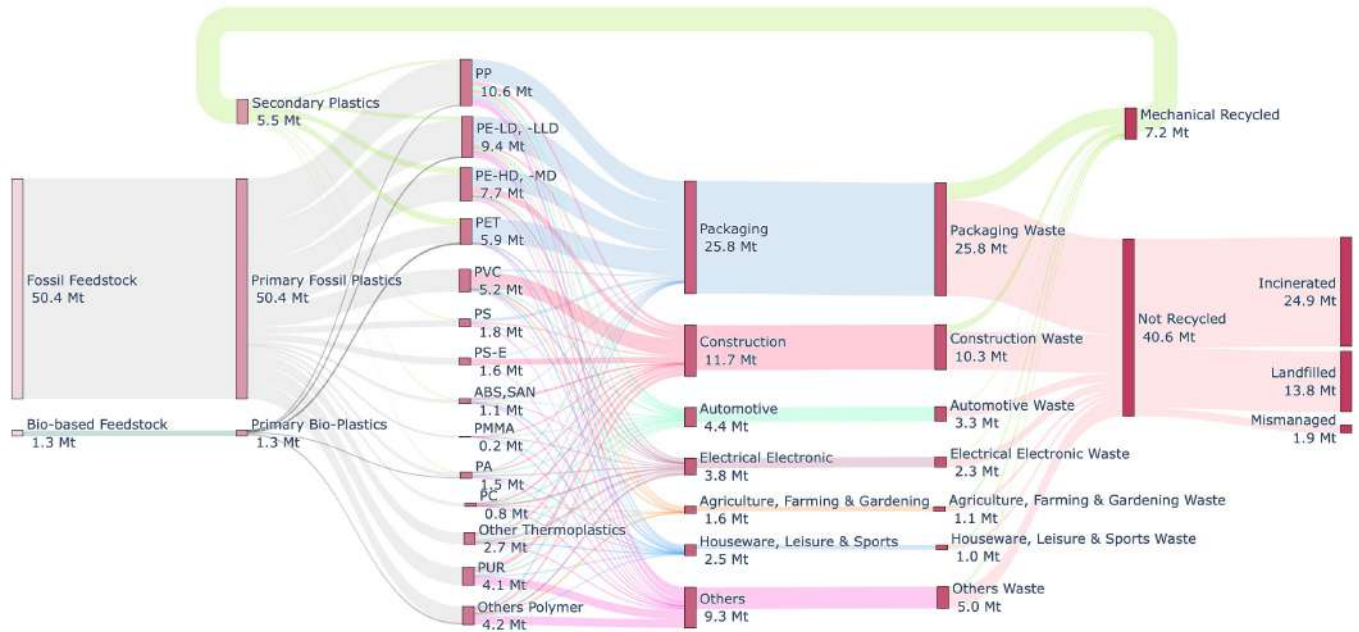 Secondary Plastics
5.5 Mt
Fossil Feedstock
50.4 Mt
Bio-based Feedstock
1.3 Mt
Primary Fossil Plastics
50.4 Mt
Primary Bio-Plastics
1.3 Mt
PP
10.6 Mt
PE-LD, -LLD
9.4 Mt
PE-HD, -MD
7.7 Mt
PET
5.9 Mt
PVC
5.2 Mt
PS
1.8 Mt
PS-E
1.6 Mt
ABS,SAN
1.1 Mt
PMMA
0.2 Mt
PA
1.5 Mt
PC
0.8 Mt
Other Thermoplastics
2.7 Mt
PUR
4.1 Mt
Others Polymer
4.2 Mt
Packaging
25.8 Mt
Construction
11.7 Mt
Automotive
4.4 Mt
Electrical Electronic
3.8 Mt
Agriculture, Farming & Gardening
1.6 Mt
Houseware, Leisure & Sports
2.5 Mt
Others
9.3 Mt
Packaging Waste
25.8 Mt
Construction Waste
10.3 Mt
Automotive Waste
3.3 Mt
Electrical Electronic Waste
2.3 Mt
Agriculture, Farming & Gardening Waste
1.1 Mt
Houseware, Leisure & Sports Waste
1.0 Mt
Others Waste
5.0 Mt
Mechanical Recycled
7.2 Mt
Not Recycled
40.6 Mt
Incinerated
24.9 Mt
Landfilled
13.8 Mt
Mismanaged
1.9 Mt